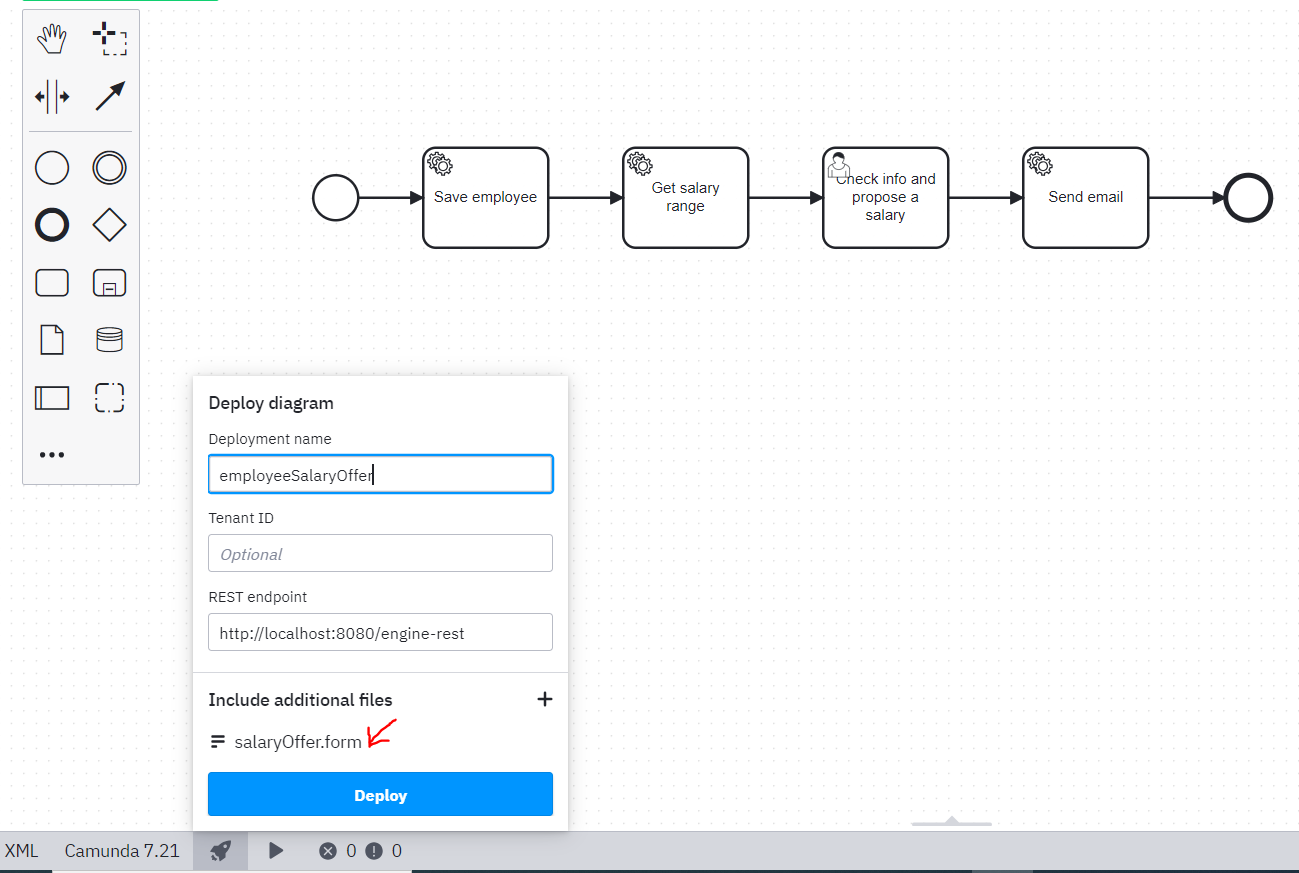 Save employee
Get salary
range
Check info and
propose a
salary
Send email
Deploy diagram
Deployment name
employeeSalaryOffer
Tenant ID
Optional
REST endpoint
http://localhost:8080/engine-rest
Include additional files
salaryOffer.form
Deploy
XML
Camunda 7.21
0
0